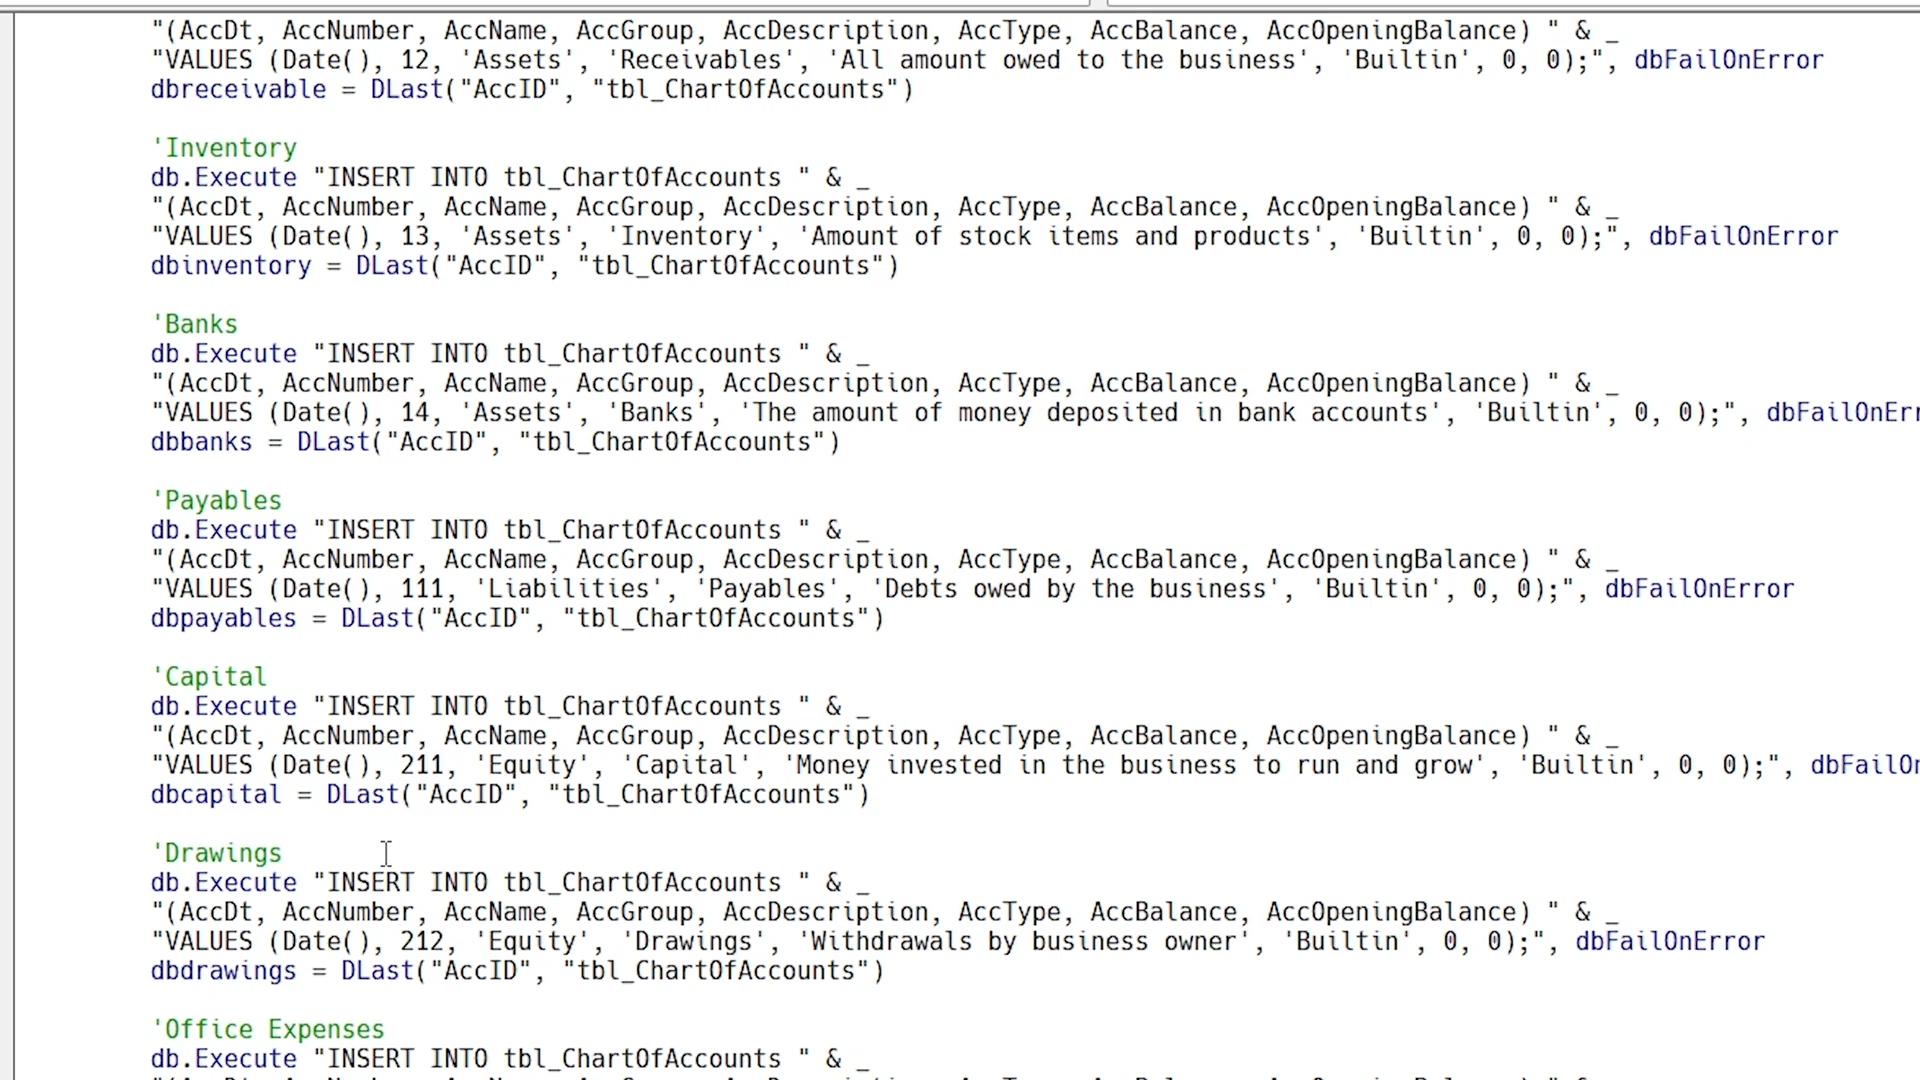 "(AccDt, AccNumber, AccName, AccGroup, AccDescription, AccType, AccBalance, AccOpeningBalance) " & _
"VALUES (Date(), 12, 'Assets', 'Receivables', 'All amount owed to the business', 'Builtin', 0, 0);", dbFailOnError
dbreceivable = DLast("AccID", "tbl_ChartOfAccounts")
'Inventory
db.Execute "INSERT INTO tbl_ChartOfAccounts " & _
"(AccDt, AccNumber, AccName, AccGroup, AccDescription, AccType, AccBalance, AccOpeningBalance) " & _
"VALUES (Date(), 13, 'Assets', 'Inventory', 'Amount of stock items and products', 'Builtin', 0, 0);", dbFailOnError
dbinventory = DLast("AccID", "tbl_ChartOfAccounts")
'Banks
db.Execute "INSERT INTO tbl_ChartOfAccounts " & _
"(AccDt, AccNumber, AccName, AccGroup, AccDescription, AccType, AccBalance, AccOpeningBalance) " & _
"VALUES (Date(), 14, 'Assets', 'Banks', 'The amount of money deposited in bank accounts', 'Builtin', 0, 0);", dbFailOnErr
dbbanks = DLast("AccID", "tbl_ChartOfAccounts")
'Payables
db.Execute "INSERT INTO tbl_ChartOfAccounts " & _
"(AccDt, AccNumber, AccName, AccGroup, AccDescription, AccType, AccBalance, AccOpeningBalance) " & _
"VALUES (Date(), 111, 'Liabilities', 'Payables', 'Debts owed by the business', 'Builtin', 0, 0);", dbFailOnError
dbpayables = DLast("AccID", "tbl_ChartOfAccounts")
'Capital
db.Execute "INSERT INTO tbl_ChartOfAccounts " & _
"(AccDt, AccNumber, AccName, AccGroup, AccDescription, AccType, AccBalance, AccOpeningBalance) " & _
"VALUES (Date(), 211, 'Equity', 'Capital', 'Money invested in the business to run and grow', 'Builtin', 0, 0);", dbFailOn
dbcapital = DLast("AccID", "tbl_ChartOfAccounts")
'Drawings
db.Execute "INSERT INTO tbl_ChartOfAccounts " & _
"(AccDt, AccNumber, AccName, AccGroup, AccDescription, AccType, AccBalance, AccOpeningBalance) " & _
"VALUES (Date(), 212, 'Equity', 'Drawings', 'Withdrawals by business owner', 'Builtin', 0, 0);", dbFailOnError
dbdrawings = DLast("AccID", "tbl_ChartOfAccounts")
'Office Expenses
db.Execute "INSERT INTO tbl_ChartOfAccounts " & _